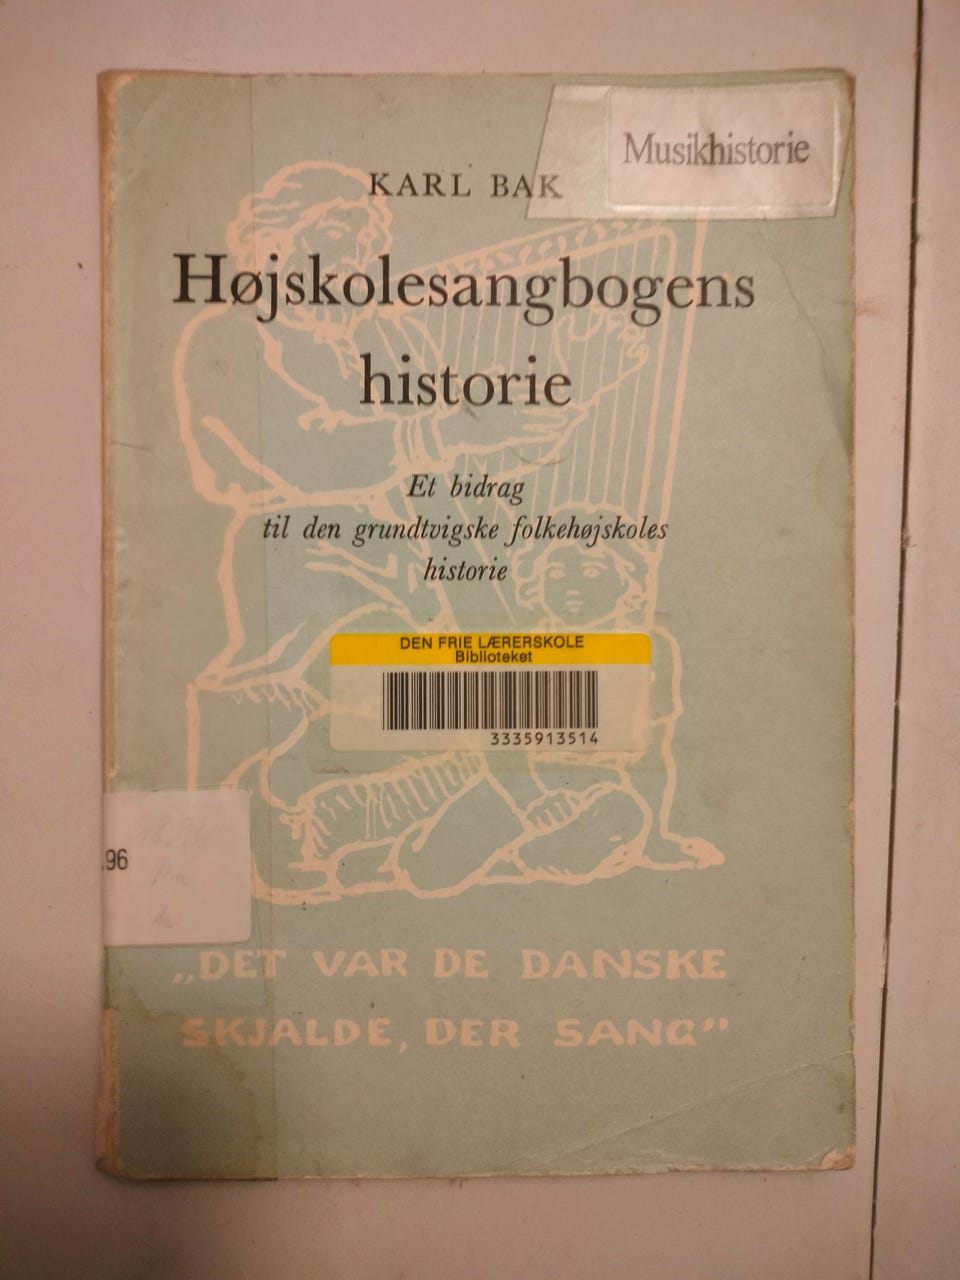 Musikhistorie
KARL BAK
Højskolesangbogens
historie
Et bidrag
til den grundtvigske folkehøjskoles
historie
DEN FRIE LÆRERSKOLE
Biblioteket
3335913514
.96
„DET VAR DE DANSKE
SKJALDE, DER SANG”